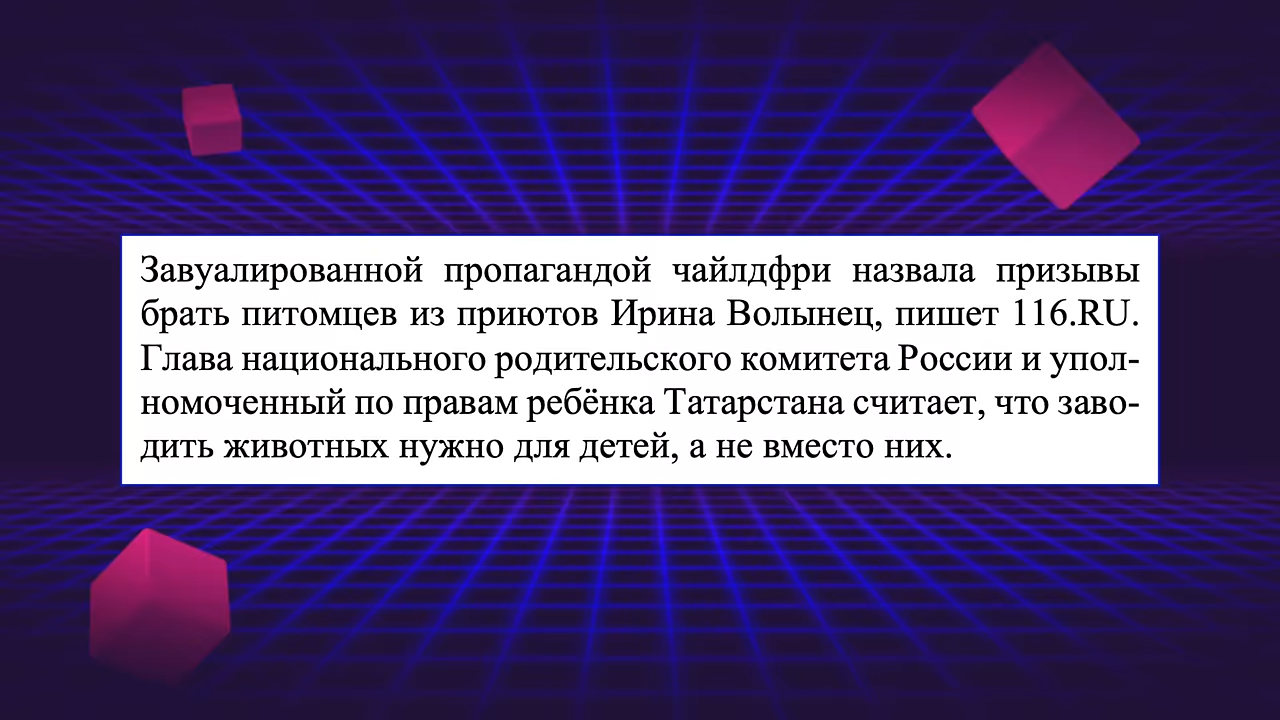 Завуалированной пропагандой чайлдфри назвала призывы
брать питомцев из приютов Ирина Волынец, пишет 116.RU.
Глава национального родительского комитета России и упол-
номоченный по правам ребёнка Татарстана считает, что заво-
дить животных нужно для детей, а не вместо них.